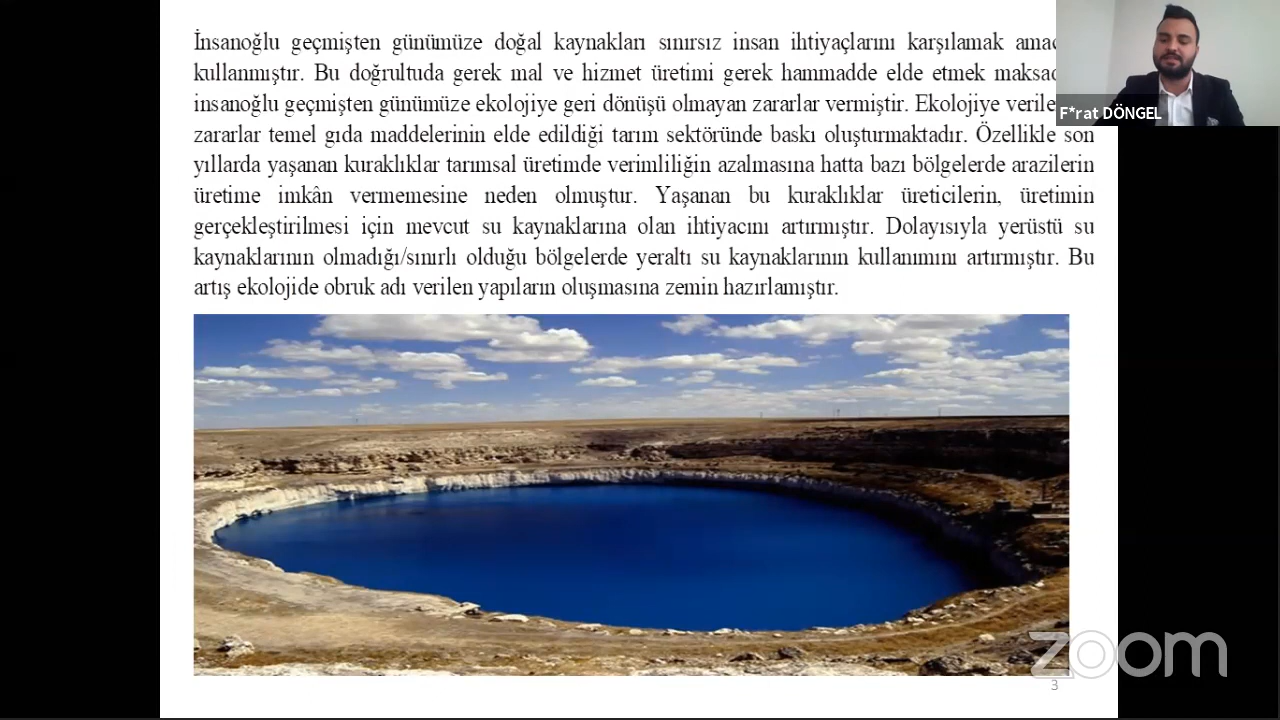 İnsanoğlu geçmişten günümüze doğal kaynakları sınırsız insan ihtiyaçlarını karşılamak
kullanmıştır. Bu doğrultuda gerek mal ve hizmet üretimi gerek hammadde elde etmek
insanoğlu geçmişten günümüze ekolojiye geri dönüşü olmayan zararlar vermiştir. Ekolojiye
zararlar temel gıda maddelerinin elde edildiği tarım sektöründe baskı oluşturmaktadır. Özellikle son
yıllarda yaşanan kuraklıklar tarımsal üretimde verimliliğin azalmasına hatta bazı bölgelerde arazilerin
üretime imkân vermemesine neden olmuştur. Yaşanan bu kuraklıklar üreticilerin, üretimin
gerçekleştirilmesi için mevcut su kaynaklarına olan ihtiyacını artırmıştır. Dolayısıyla yerüstü su
kaynaklarının olmadığı/sınırlı olduğu bölgelerde yeraltı su kaynaklarının kullanımını artırmıştır. Bu
artış ekolojide obruk adı verilen yapıların oluşmasına zemin hazırlamıştır.
F*rat DÖNGEL
zoom
3